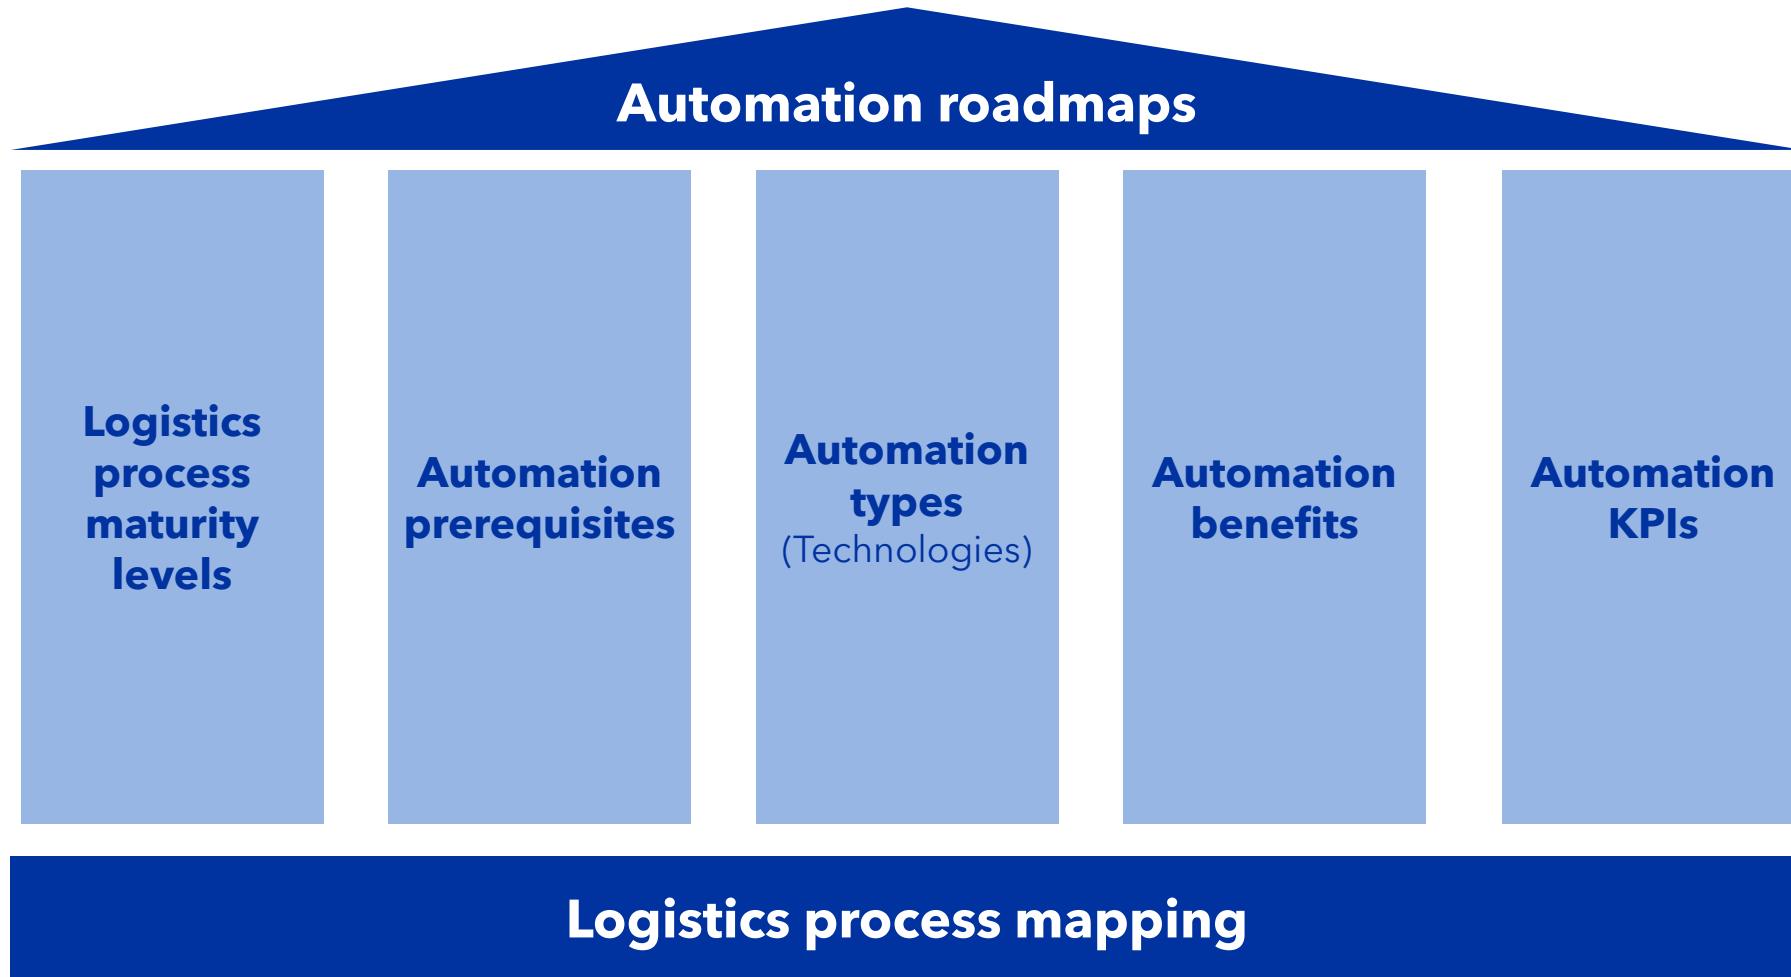 Automation roadmaps
Logistics
process
maturity
levels
Automation
prerequisites
Automation
types
(Technologies)
Automation
benefits
Automation
KPIs
Logistics process mapping